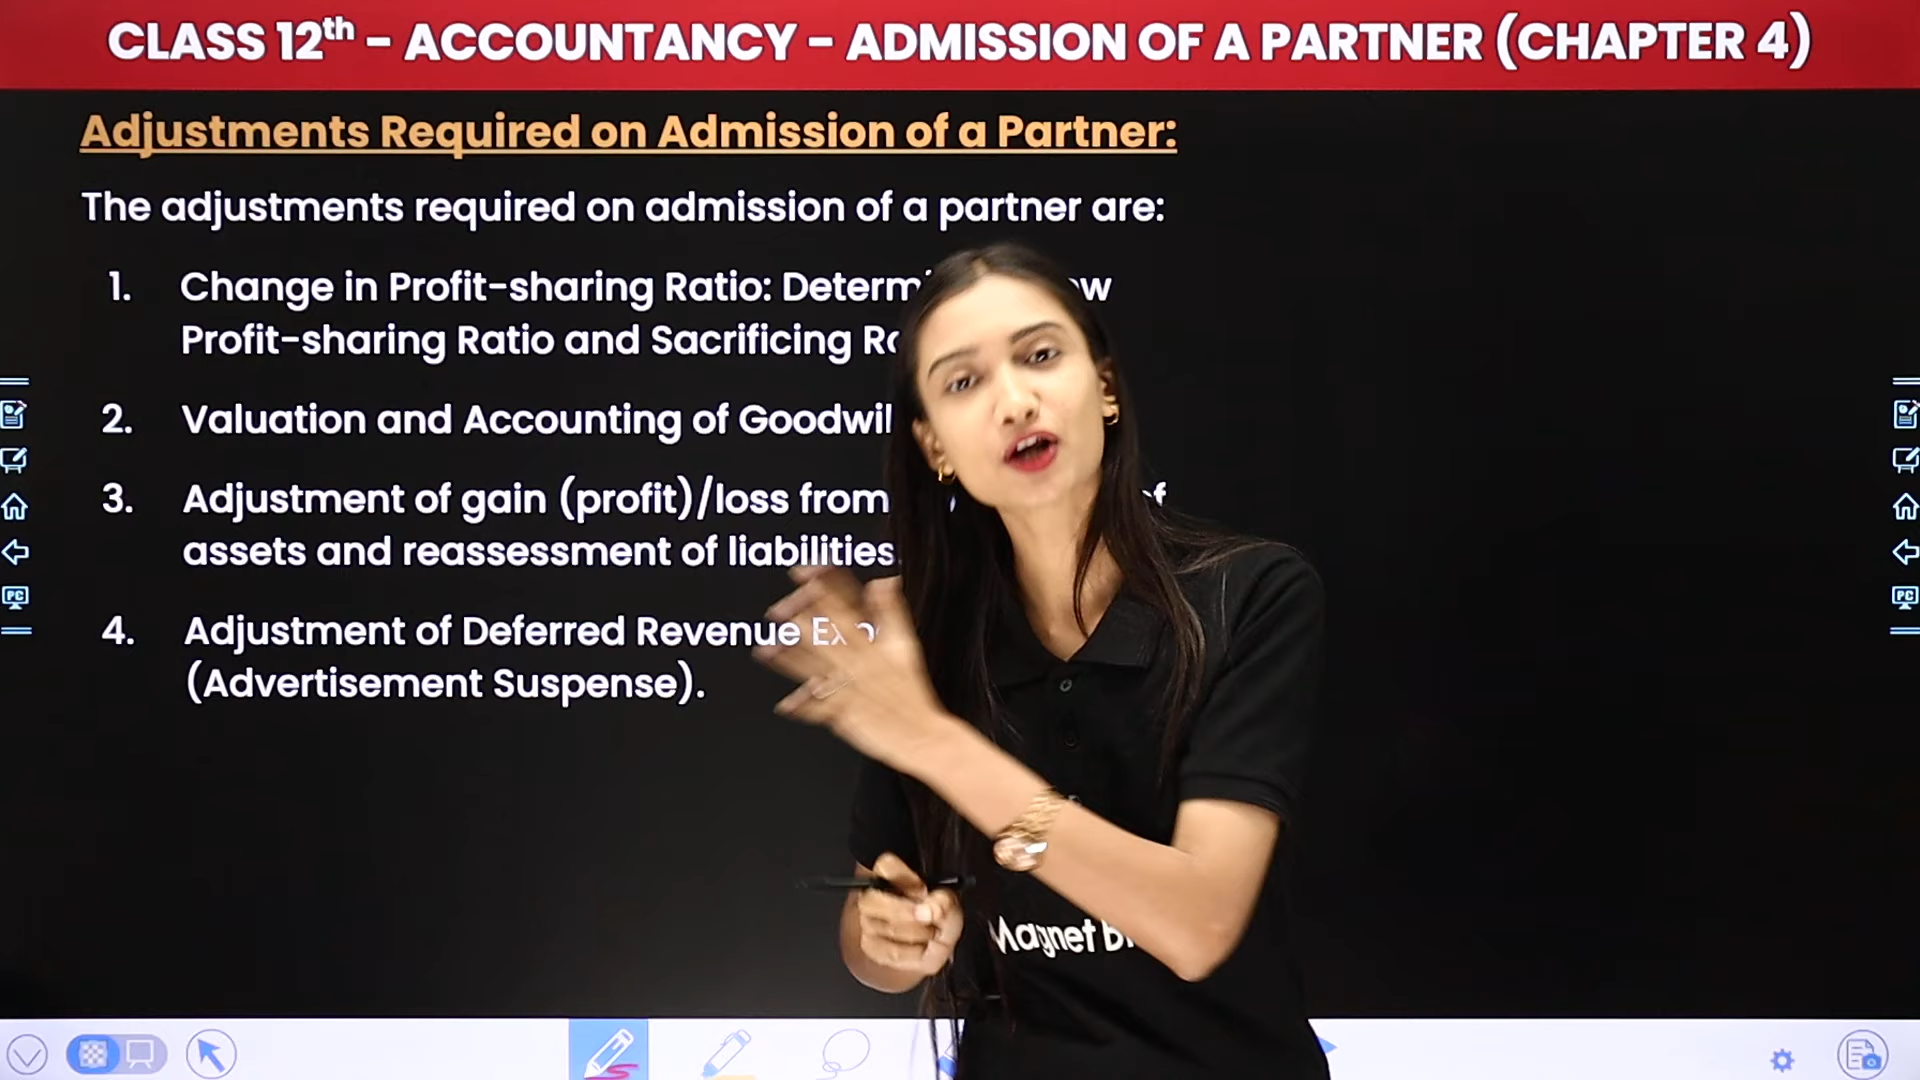 CLASS 12th - ACCOUNTANCY - ADMISSION OF A PARTNER (CHAPTER 4)
Adjustments Required on Admission of a Partner:
The adjustments required on admission of a partner are:
1. Change in Profit-sharing Ratio:
Profit-sharing Ratio and Sacrificing
2. Valuation and Accounting of
3. Adjustment of gain (profit)/loss from
assets and reassessment of liabilities
4. Adjustment of Deferred Revenue
(Advertisement Suspense).
PC
PC
Magnet